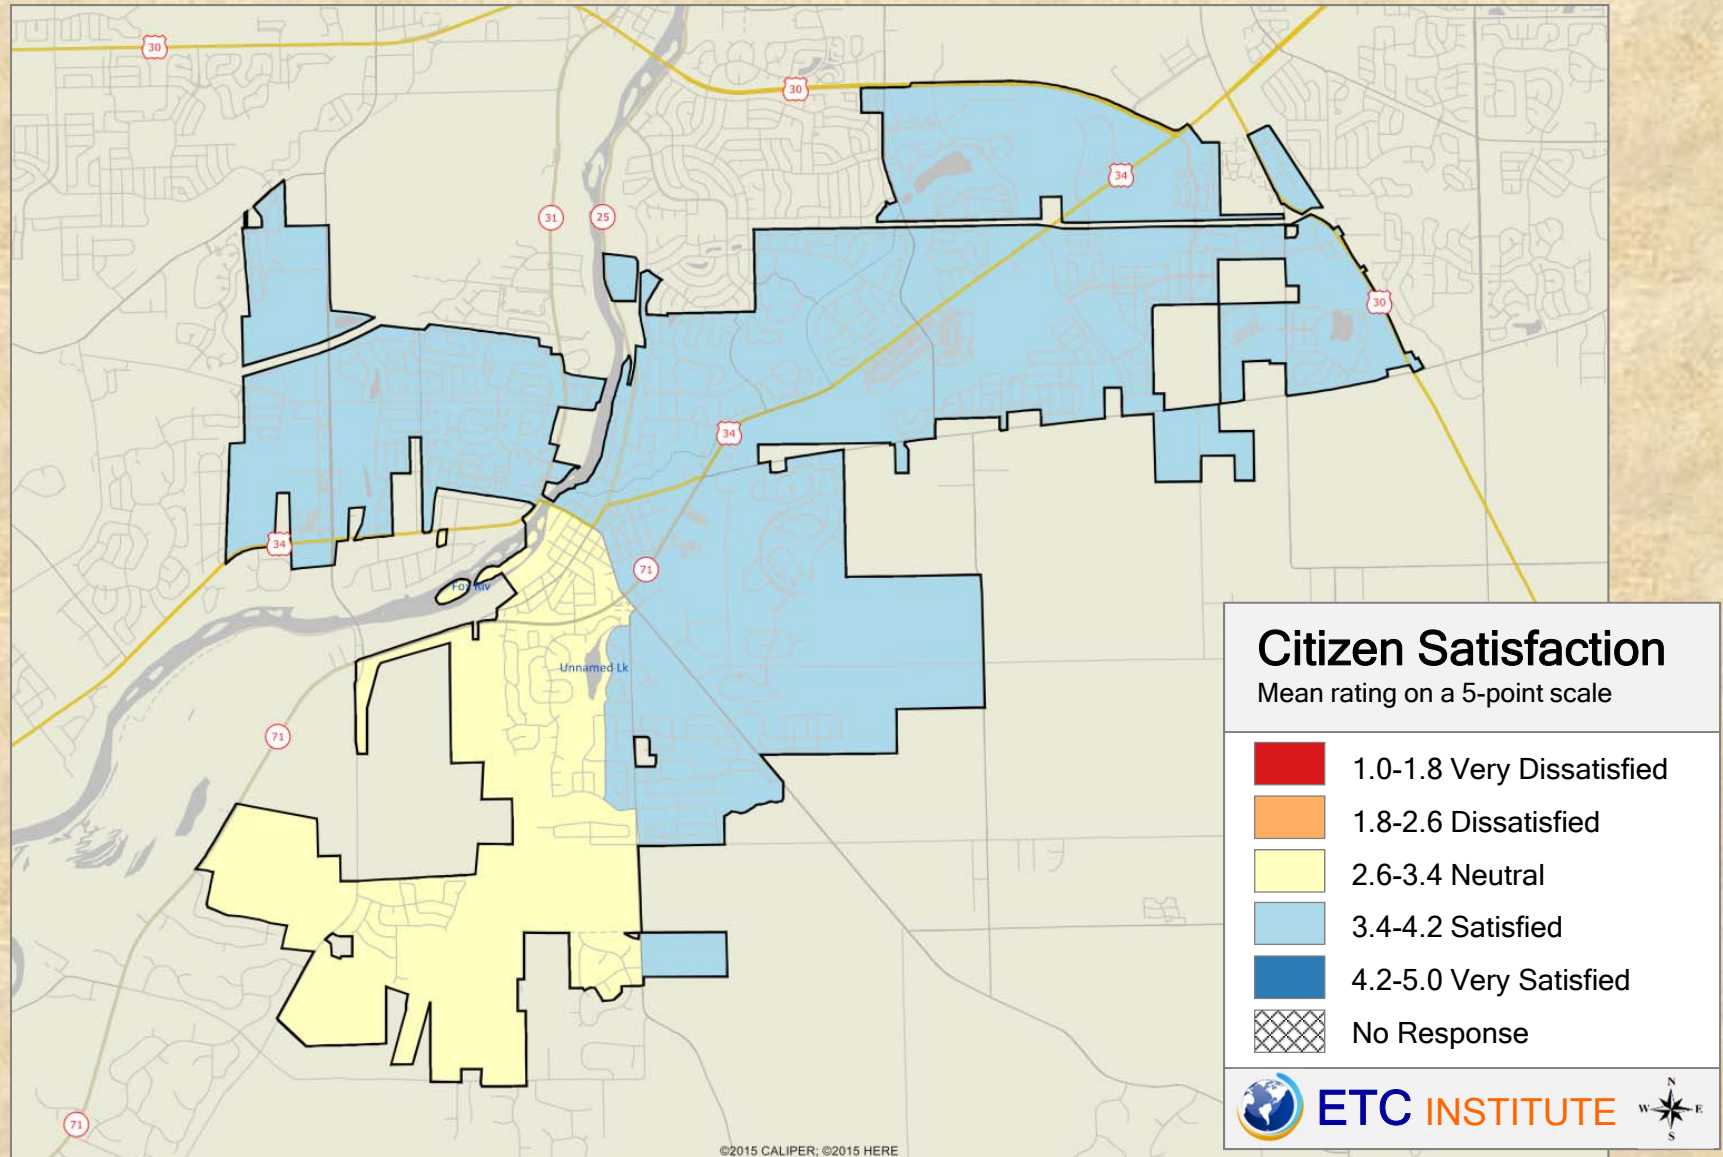 30
30
34
31
25
30
34
34
71
Fox Riv
Unnamed Lk
71
71
Citizen Satisfaction
Mean rating on a 5-point scale
1.0-1.8 Very Dissatisfied
1.8-2.6 Dissatisfied
2.6-3.4 Neutral
3.4-4.2 Satisfied
4.2-5.0 Very Satisfied
No Response
ETC INSTITUTE
N
W E
S
©2015 CALIPER; ©2015 HERE